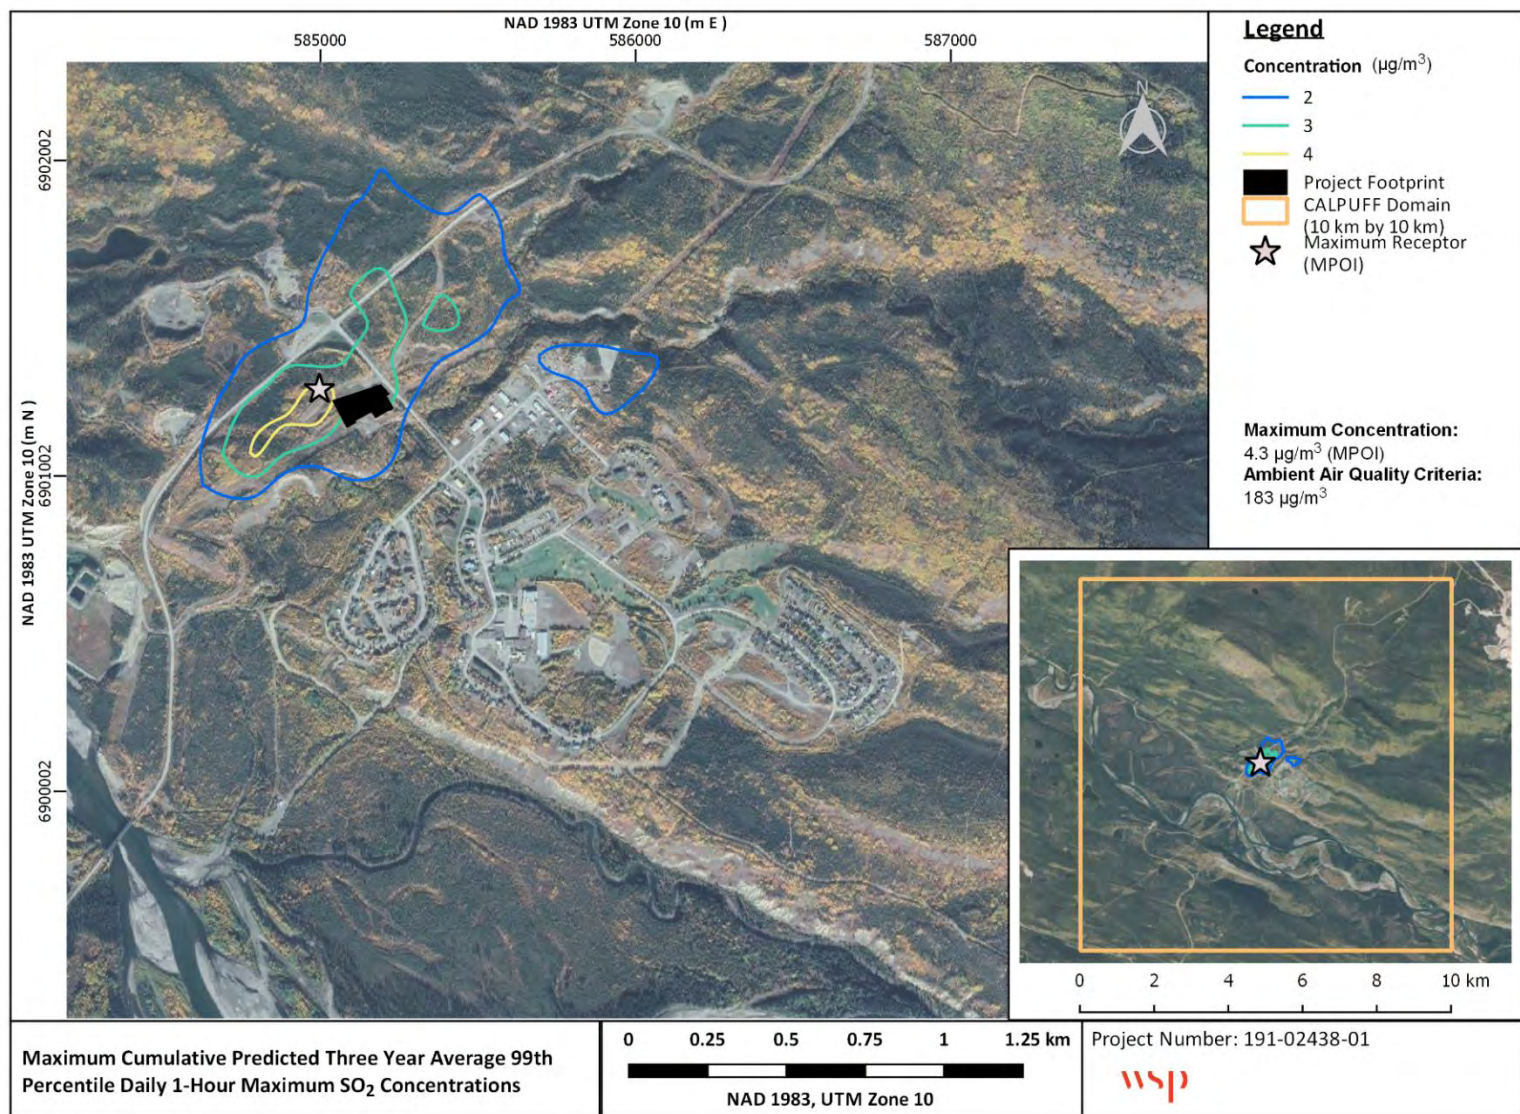 NAD 1983 UTM Zone 10 (m E )
585000
586000
587000
NAD 1983 UTM Zone 10 (m N )
6902002
6901002
6900002
N
Legend
Concentration (µg/m³)
2
3
4
Project Footprint
CALPUFF Domain
(10 km by 10 km)
Maximum Receptor
(MPOI)
Maximum Concentration:
4.3 µg/m³ (MPOI)
Ambient Air Quality Criteria:
183 µg/m³
0 2 4 6 8 10 km
Maximum Cumulative Predicted Three Year Average 99th
Percentile Daily 1-Hour Maximum SO₂ Concentrations
0 0.25 0.5 0.75 1 1.25 km
NAD 1983, UTM Zone 10
Project Number: 191-02438-01
wsp